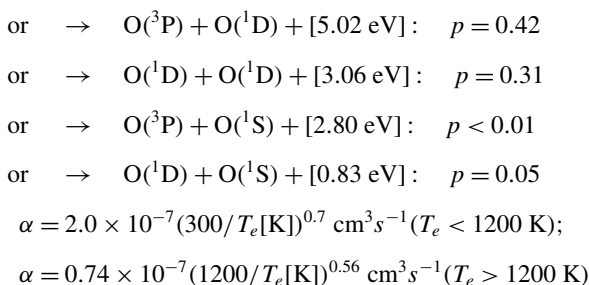 or → O(³P) + O(¹D) + [5.02 eV] : p = 0.42
or → O(¹D) + O(¹D) + [3.06 eV] : p = 0.31
or → O(³P) + O(¹S) + [2.80 eV] : p < 0.01
or → O(¹D) + O(¹S) + [0.83 eV] : p = 0.05
α = 2.0 × 10⁻⁷(300/Tₑ[K])⁰·⁷ cm³s⁻¹(Tₑ < 1200 K);
α = 0.74 × 10⁻⁷(1200/Tₑ[K])⁰·⁵⁶ cm³s⁻¹(Tₑ > 1200 K)